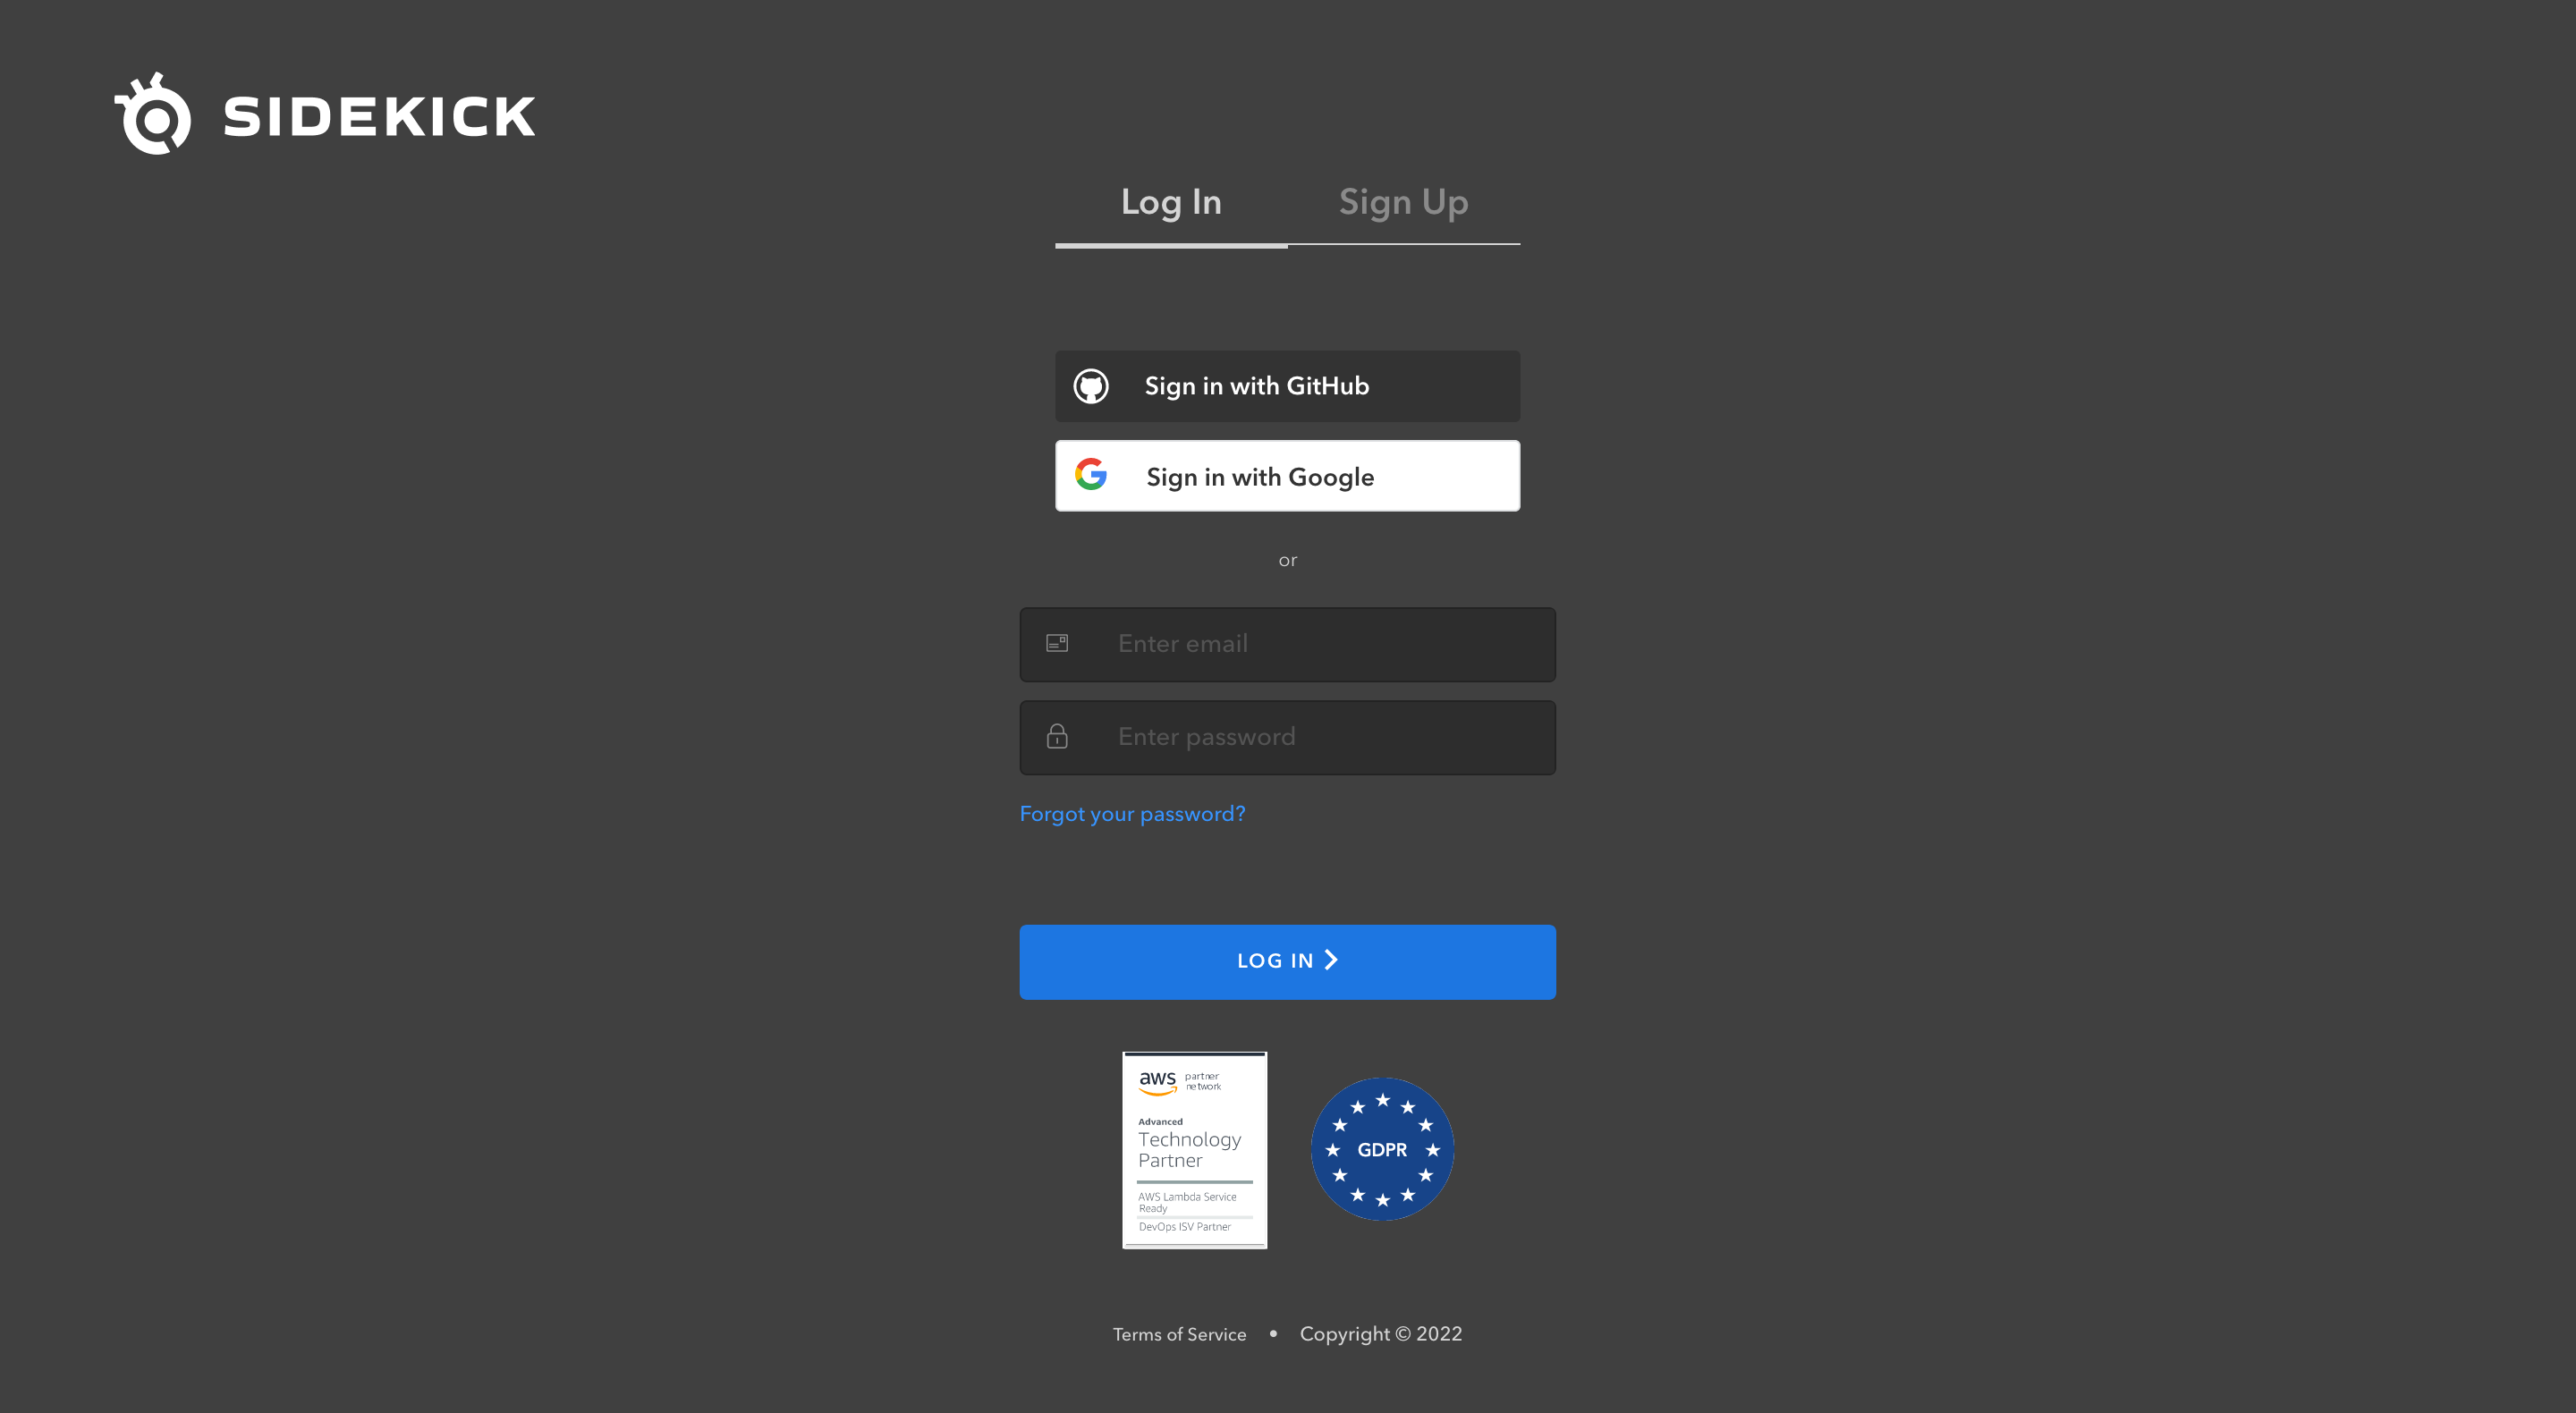 SIDEKICK
Log In
Sign Up
Sign in with GitHub
Sign in with Google
or
Enter email
Enter password
Forgot your password?
LOG IN
aws partner
network
Advanced
Technology
Partner
AWS Lambda Service
Ready
DevOps ISV Partner
GDPR
Terms of Service • Copyright © 2022